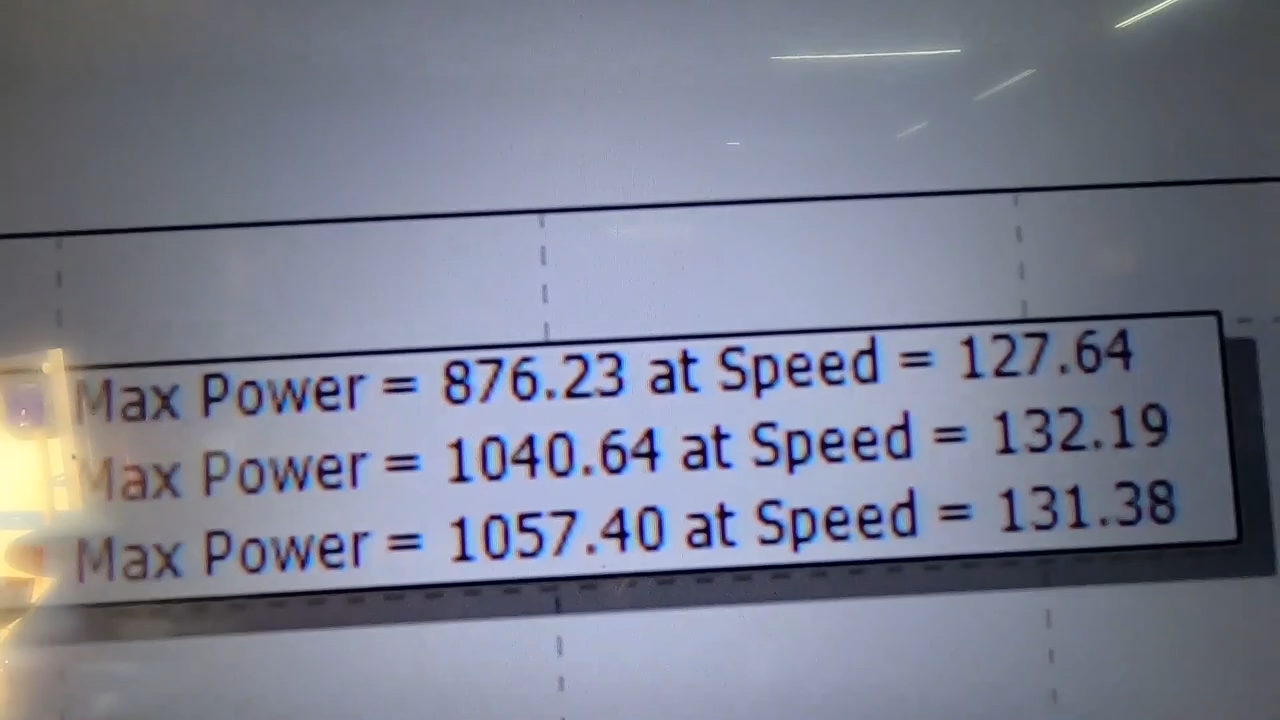 Max Power = 876.23 at Speed = 127.64
Max Power = 1040.64 at Speed = 132.19
Max Power = 1057.40 at Speed = 131.38